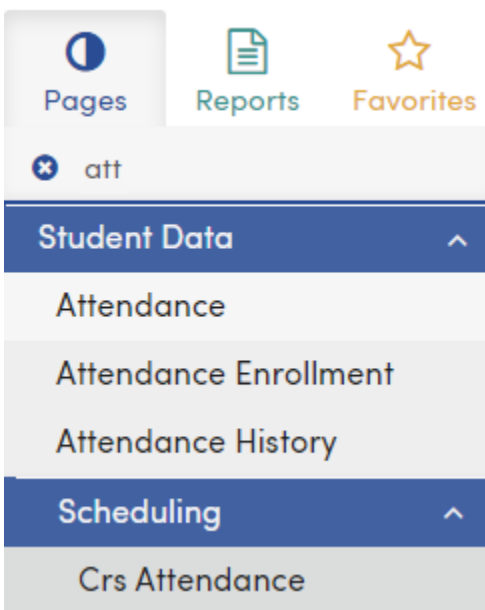 Pages Reports Favorites
att
Student Data
Attendance
Attendance Enrollment
Attendance History
Scheduling
Crs Attendance